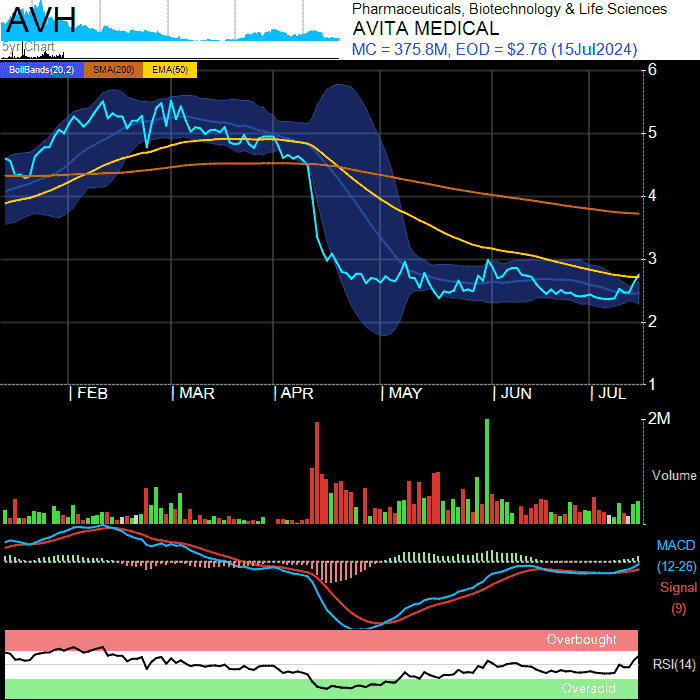 AVH
5yr Chart
Pharmaceuticals, Biotechnology & Life Sciences
AVITA MEDICAL
MC = 375.8M, EOD = $2.76 (15Jul2024)
BollBands(20,2) SMA(200) EMA(50)
6
5
4
3
2
1
FEB MAR APR MAY JUN JUL
2M
Volume
MACD
(12-26)
Signal
(9)
Overbought
RSI(14)
Oversold